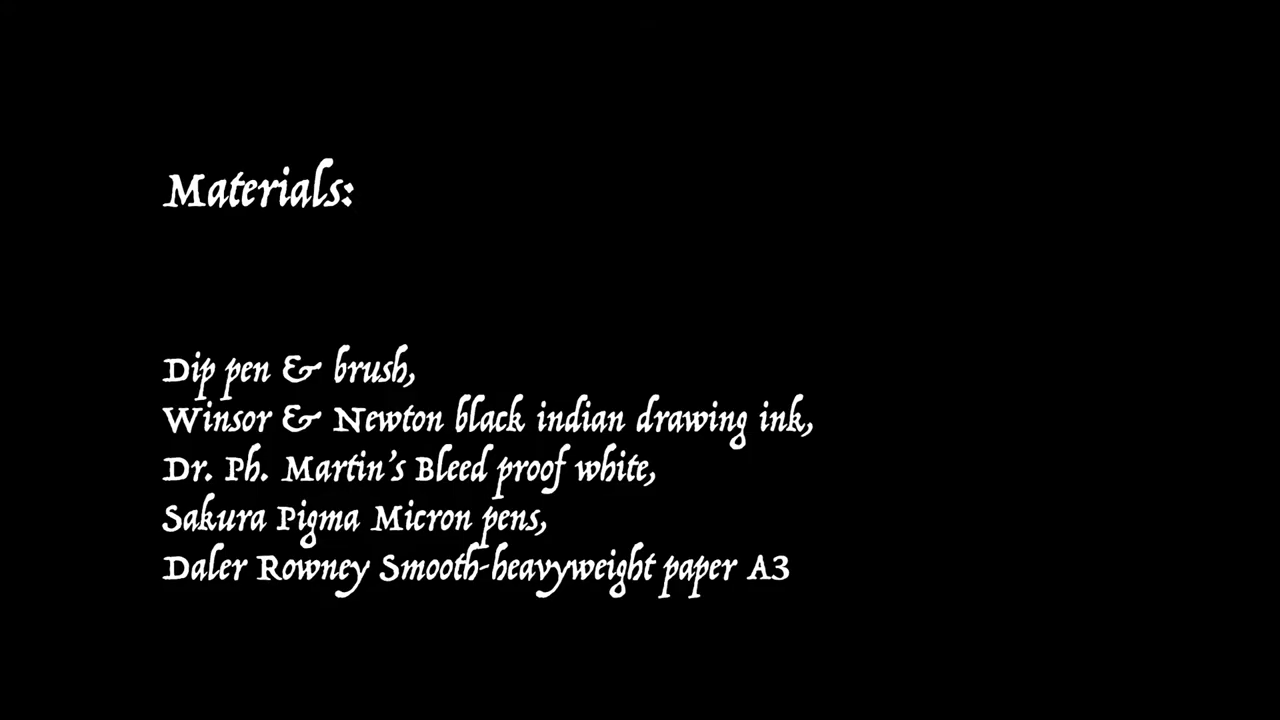 Materials:
Dip pen & brush,
Winsor & Newton black indian drawing ink,
Dr. Ph. Martin's Bleed proof white,
Sakura Pigma Micron pens,
Daler Rowney Smooth-heavyweight paper A3